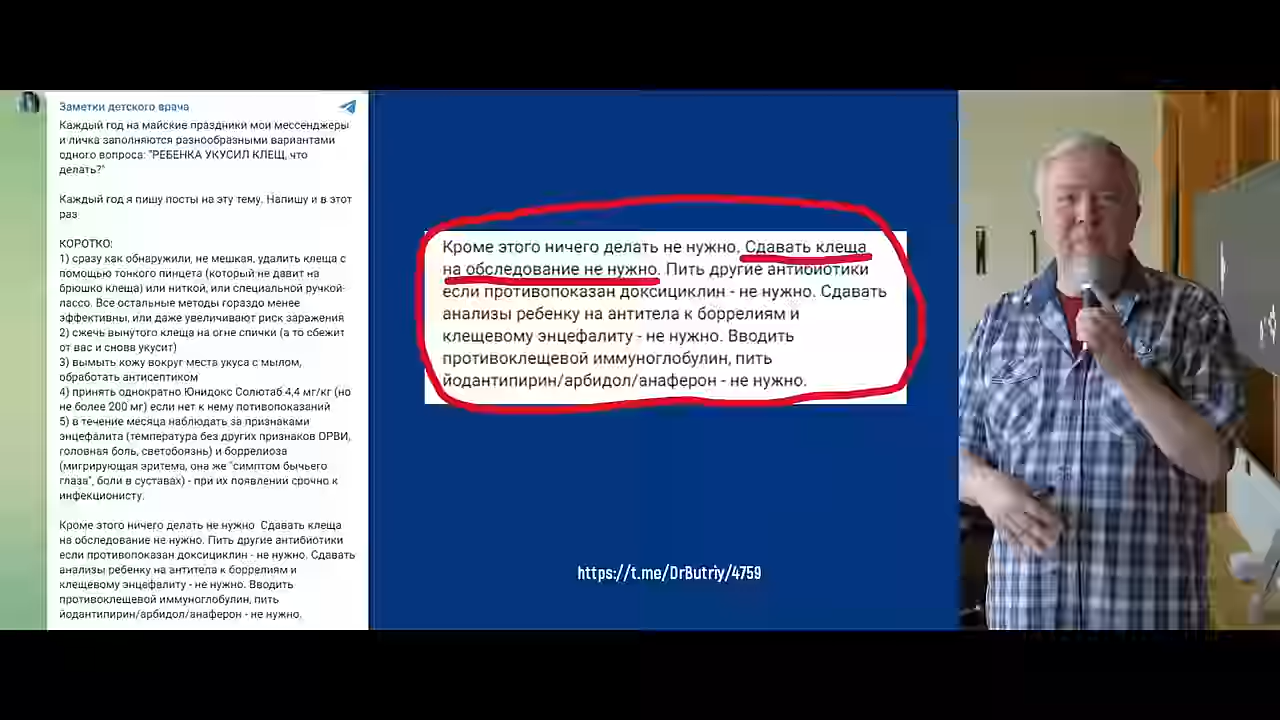 Заметки детского врача
Каждый год на майские праздники мои мессенджеры
и личка заполняются разнообразными вариантами
одного вопроса: "РЕБЕНКА УКУСИЛ КЛЕЩ, что
делать?"
Каждый год я пишу посты на эту тему. Напишу и в этот
раз
КОРОТКО:
1) сразу как обнаружили, не мешкая, удалить клеща с
помощью тонкого пинцета (который не давит на
брюшко клеща) или ниткой, или специальной ручкой-
лассо. Все остальные методы гораздо менее
эффективны, или даже увеличивают риск заражения
2) сжечь вынутого клеща на огне спички (а то сбежит
от вас и снова укусит)
3) вымыть кожу вокруг места укуса с мылом,
обработать антисептиком
4) принять однократно Юнидокс Солютаб 4,4 мг/кг (но
не более 200 мг) если нет к нему потивопоказаний
5) в течение месяца наблюдать за признаками
энцефалита (температура без других признаков ОРВИ,
головная боль, светобоязнь) и боррелиоза
(мигрирующая эритема, она же "симптом бычьего
глаза", боли в суставах) - при их появлении срочно к
инфекционисту.
Кроме этого ничего делать не нужно Сдавать клеща
на обследование не нужно. Пить другие антибиотики
если противопоказан доксициклин - не нужно. Сдавать
анализы ребенку на антитела к боррелиям и
клещевому энцефалиту - не нужно. Вводить
противоклещевой иммуноглобулин, пить
йодантипирин/арбидол/анаферон - не нужно.
Кроме этого ничего делать не нужно. Сдавать клеща
на обследование не нужно. Пить другие антибиотики
если противопоказан доксициклин - не нужно. Сдавать
анализы ребенку на антитела к боррелиям и
клещевому энцефалиту - не нужно. Вводить
противоклещевой иммуноглобулин, пить
йодантипирин/арбидол/анаферон - не нужно.
https://t.me/DrButriy/4759